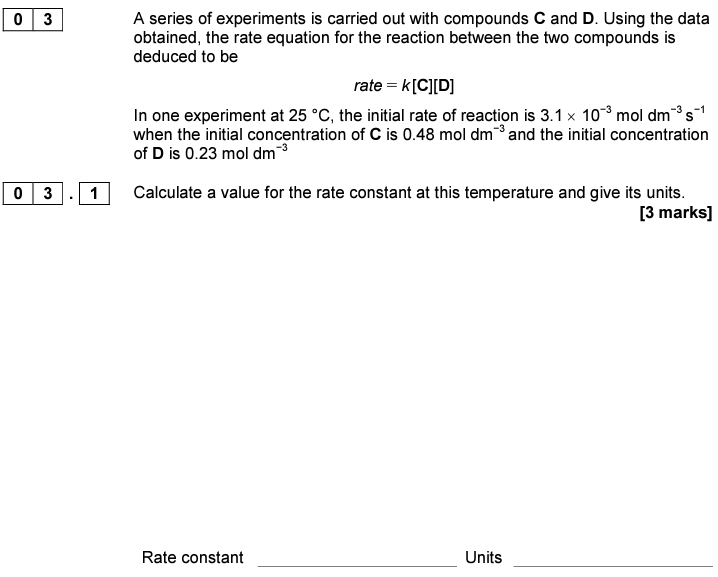 0 3 A series of experiments is carried out with compounds C and D. Using the data
obtained, the rate equation for the reaction between the two compounds is
deduced to be
rate = k[C][D]
In one experiment at 25 °C, the initial rate of reaction is 3.1 × 10⁻³ mol dm⁻³ s⁻¹
when the initial concentration of C is 0.48 mol dm⁻³ and the initial concentration
of D is 0.23 mol dm⁻³
0 3 . 1 Calculate a value for the rate constant at this temperature and give its units.
[3 marks]
Rate constant Units